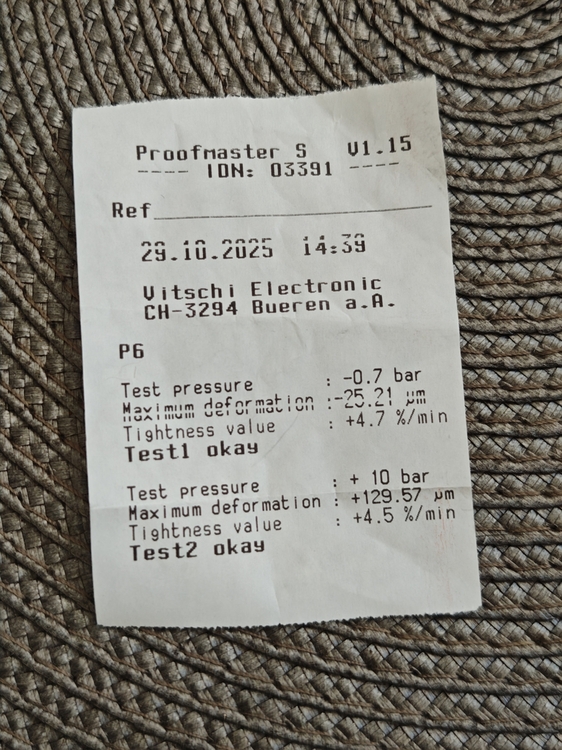 Proofmaster S V1.15
---- IDN: 03391 ----
Ref
29.10.2025 14:39
Witschi Electronic
CH-3294 Bueren a.A.
P6
Test pressure : -0.7 bar
Maximum deformation :-25.21 µm
Tightness value : +4.7 %/min
Test1 okay
Test pressure : + 10 bar
Maximum deformation : +129.57 µm
Tightness value : +4.5 %/min
Test2 okay